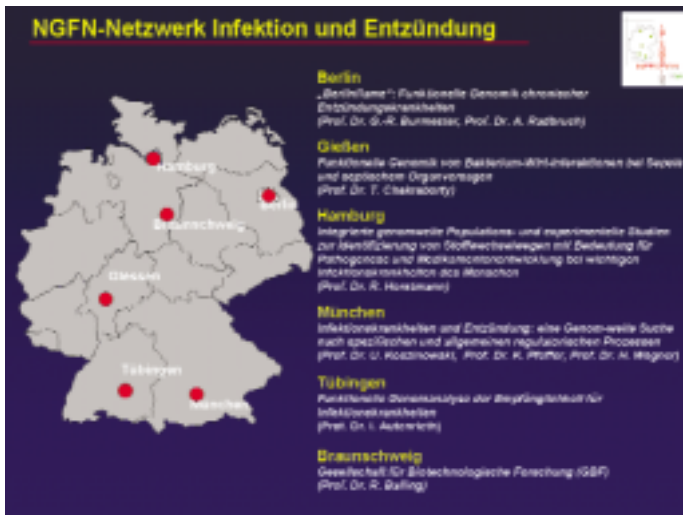 NGFN-Netzwerk Infektion und Entzündung
Berlin
„Berlinflame“: Funktionelle Genomik chronischer
Entzündungskrankheiten
(Prof. Dr. G.-R. Burmester, Prof. Dr. A. Radbruch)
Gießen
Funktionelle Genomik von Bakterium-Wirt-Interaktionen bei Sepsis
und septischem Organversagen
(Prof. Dr. T. Chakraborty)
Hamburg
Integrierte genomweite Populations- und experimentelle Studien
zur Identifizierung von Stoffwechselwegen mit Bedeutung für
Pathogenese und Medikamentenentwicklung bei wichtigen
Infektionskrankheiten des Menschen
(Prof. Dr. R. Horstmann)
München
Infektionskrankheiten und Entzündung: eine Genom-weite Suche
nach spezifischen und allgemeinen regulatorischen Prozessen
(Prof. Dr. U. Koszinowski, Prof. Dr. K. Pfeffer, Prof. Dr. H. Wagner)
Tübingen
Funktionelle Genomanalyse der Empfänglichkeit für
Infektionskrankheiten
(Prof. Dr. I. Autenrieth)
Braunschweig
Gesellschaft für Biotechnologische Forschung (GBF)
(Prof. Dr. R. Balling)
Hamburg
Berlin
Braunschweig
Giessen
Tübingen
München